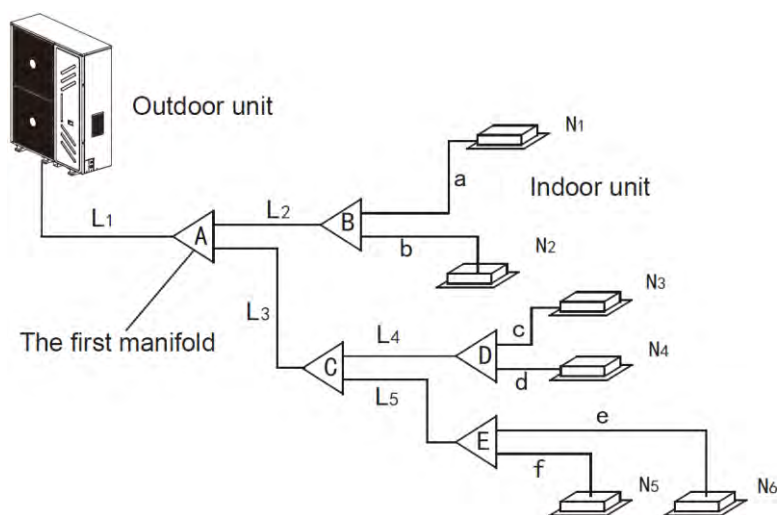 Outdoor unit
N1
a
Indoor unit
L1
L2
A
B
b
N2
N3
L3
c
The first manifold
L4
D
N4
C
d
L5
e
E
f
N5
N6